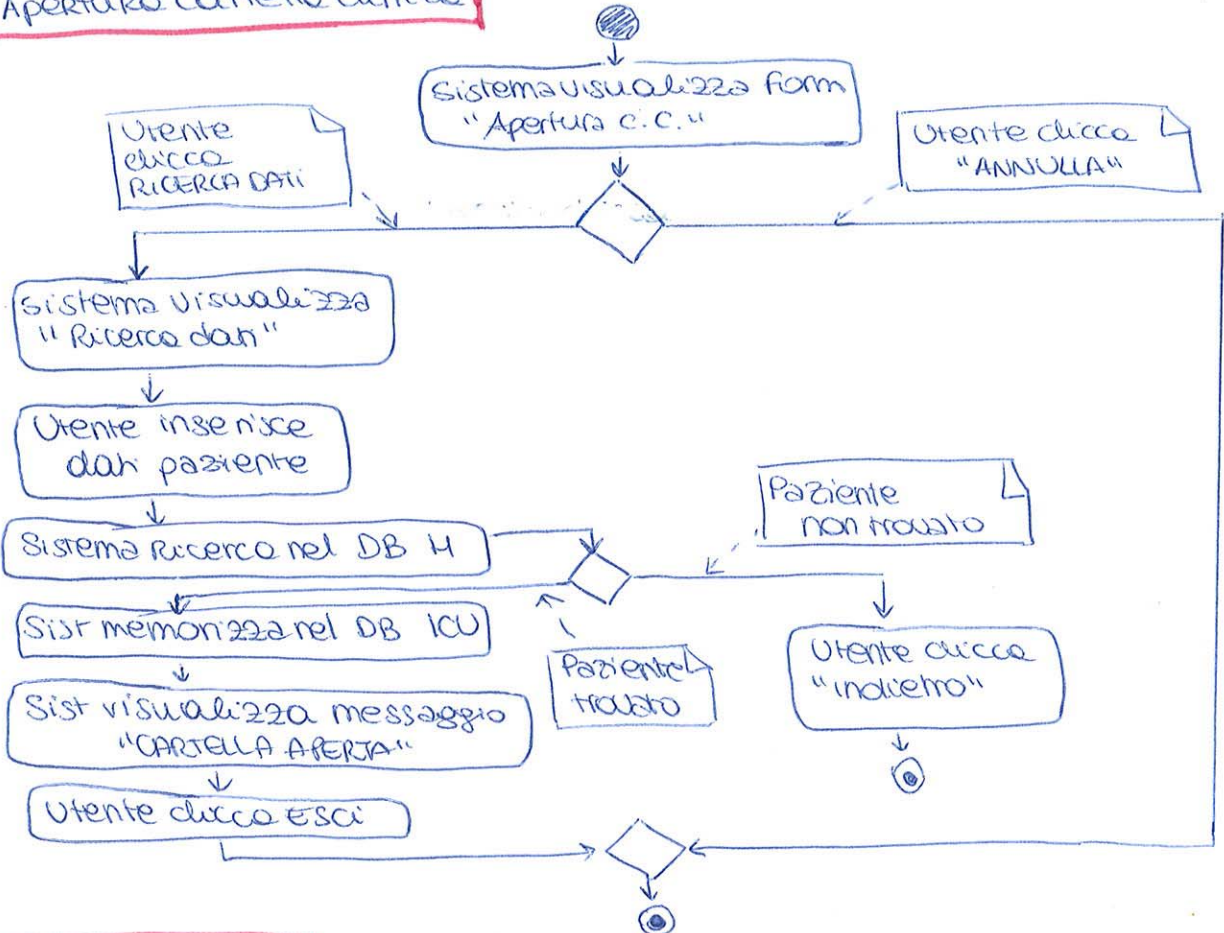 Apertura cartella clinica
Sistema visualizza form
"Apertura c.c."
Utente
clicca
RICERCA DATI
Utente clicca
"ANNULLA"
Sistema visualizza
"Ricerca dati"
Utente inserisce
dati paziente
Sistema Ricerca nel DB H
Paziente
non trovato
Sist memorizza nel DB ICU
Paziente
trovato
Utente clicca
"indietro"
Sist visualizza messaggio
"CARTELLA APERTA"
Utente clicca ESCI